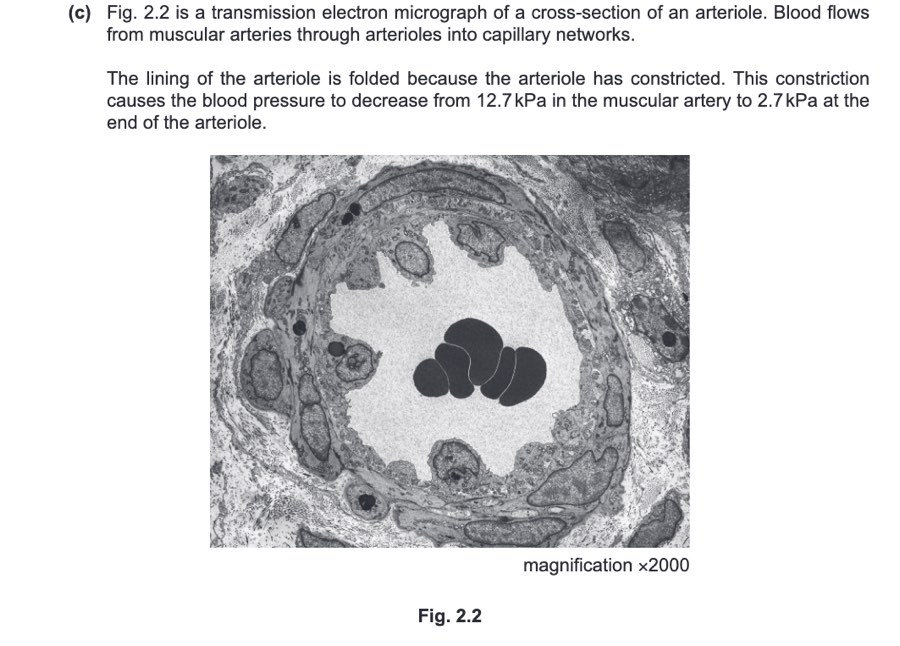 (c) Fig. 2.2 is a transmission electron micrograph of a cross-section of an arteriole. Blood flows
from muscular arteries through arterioles into capillary networks.
The lining of the arteriole is folded because the arteriole has constricted. This constriction
causes the blood pressure to decrease from 12.7 kPa in the muscular artery to 2.7 kPa at the
end of the arteriole.
magnification ×2000
Fig. 2.2